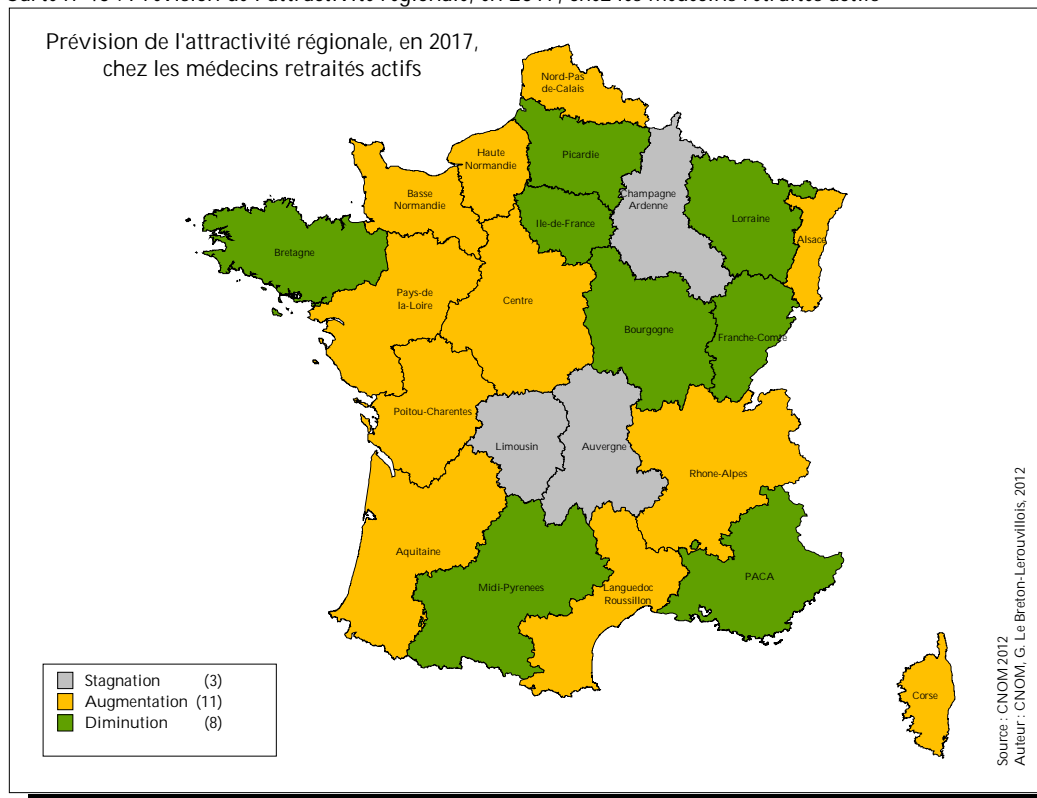 Prévision de l'attractivité régionale, en 2017,
chez les médecins retraités actifs
Nord-Pas
de-Calais
Haute
Normandie
Picardie
Champagne
Ardenne
Basse
Normandie
Ile-de-France
Lorraine
Alsace
Bretagne
Pays-de
la-Loire
Centre
Bourgogne
Franche-Comte
Poitou-Charentes
Limousin
Auvergne
Rhone-Alpes
Aquitaine
Midi-Pyrenees
Languedoc
Roussillon
PACA
Corse
Stagnation (3)
Augmentation (11)
Diminution (8)
Source : CNOM 2012
Auteur : CNOM, G. Le Breton-Lerouvillois, 2012